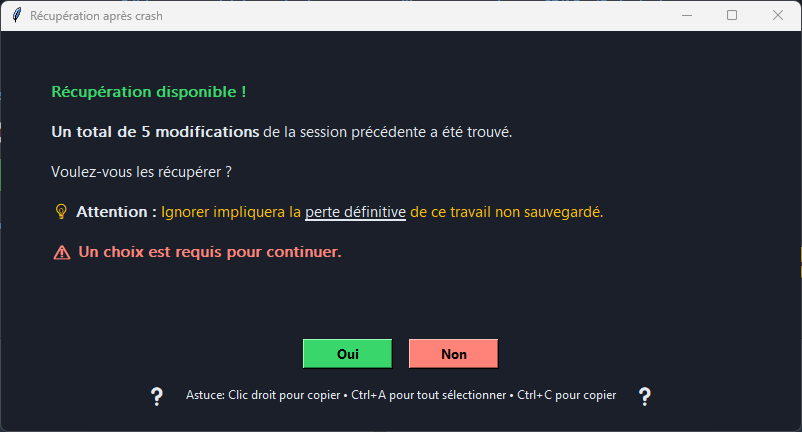 Récupération après crash
Récupération disponible !
Un total de 5 modifications de la session précédente a été trouvé.
Voulez-vous les récupérer ?
💡 Attention : Ignorer impliquera la perte définitive de ce travail non sauvegardé.
⚠ Un choix est requis pour continuer.
Oui Non
❓ Astuce: Clic droit pour copier • Ctrl+A pour tout sélectionner • Ctrl+C pour copier ❓